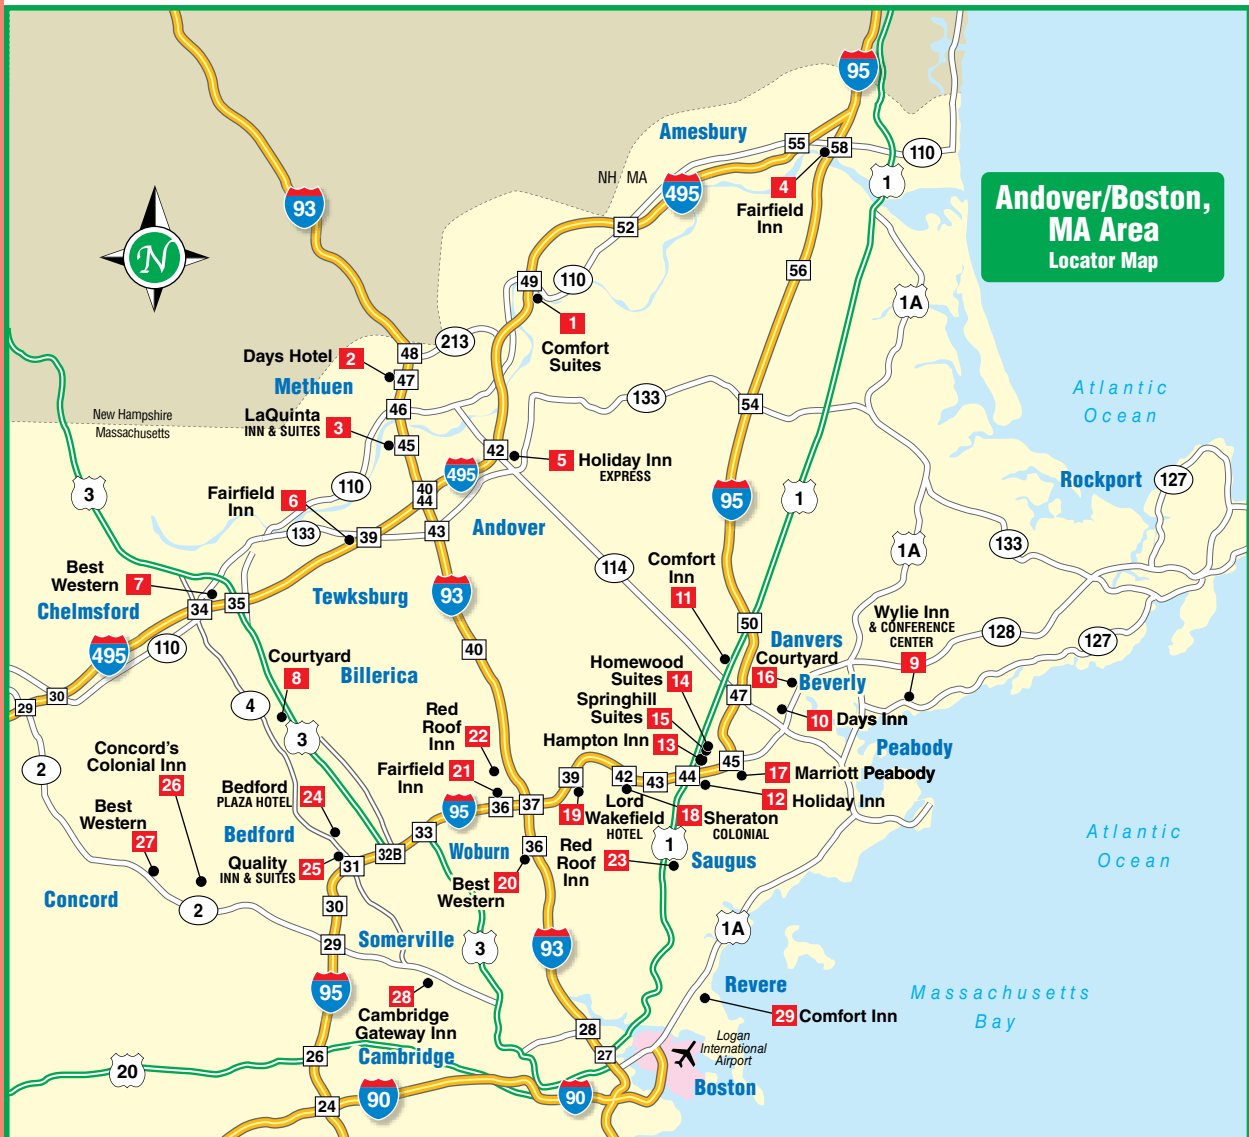 95
Amesbury
55
58
110
NH MA
495
1
4
Fairfield
Inn
93
52
Andover/Boston,
MA Area
Locator Map
N
56
49
110
1A
1
Comfort
Suites
213
48
Days Hotel 2
47
Methuen
Atlantic
Ocean
133
54
46
New Hampshire
Massachusetts
LaQuinta
INN & SUITES
3
45
42
5 Holiday Inn
EXPRESS
495
Rockport
127
3
110
40
44
95
1
Fairfield
Inn
6
133
39
43
Andover
1A
133
Best
Western 7
114
Comfort
Inn
11
Tewksburg
93
Chelmsford
34
35
50
Wylie Inn
& CONFERENCE
CENTER
9
128
127
Danvers
495
110
40
Courtyard
8
Billerica
Homewood
Suites 14
Courtyard
16
Beverly
30
29
4
47
Springhill
Suites 15
10 Days Inn
3
Red
Roof
Inn
22
Hampton Inn 13
Peabody
2
Concord's
Colonial Inn
26
Fairfield
Inn
21
39
42
43
44
45
17 Marriott Peabody
Bedford
PLAZA HOTEL
24
95
36
37
19
Lord
Wakefield
HOTEL
18 Sheraton
COLONIAL
12 Holiday Inn
Best
Western
27
Bedford
33
Woburn
36
1
Atlantic
Ocean
Quality
INN & SUITES
25
31
32B
Red
Roof
Inn
23
Saugus
Best
Western
20
Concord
2
30
29
Somerville
3
93
1A
95
28
Cambridge
Gateway Inn
Revere
Massachusetts
Bay
29 Comfort Inn
28
Logan
International
Airport
26
Cambridge
27
20
Boston
90
90
24